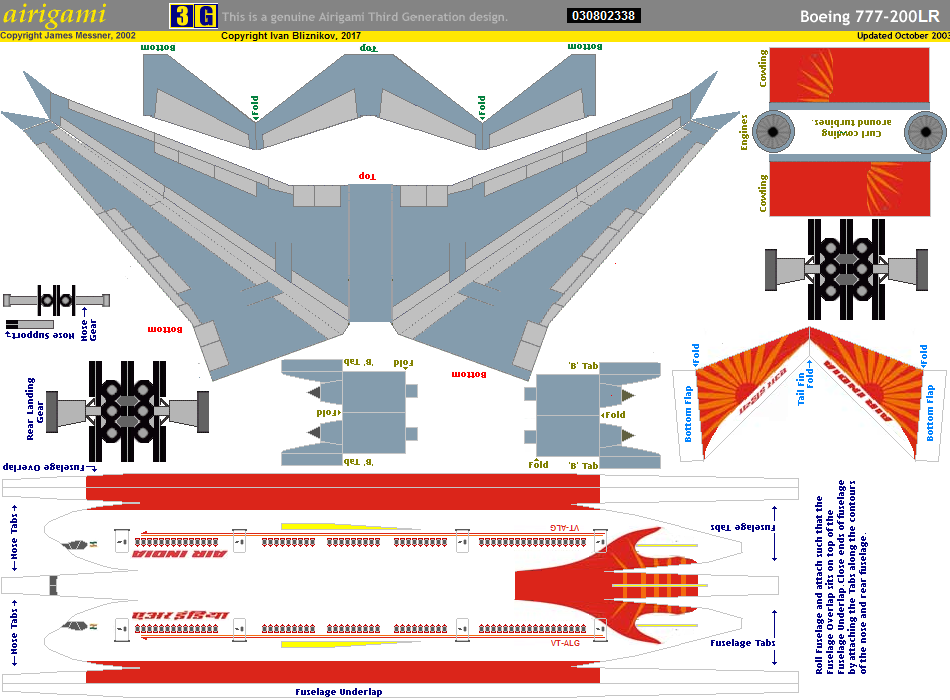 airigami
3G
This is a genuine Airigami Third Generation design.
030802338
Boeing 777-200LR
Copyright James Messner, 2002
Copyright Ivan Bliznikov, 2017
Updated October 2003
Bottom
Top
Bottom
Fold
Fold
Cowling
Engines
Curl cowling
around turbines.
Cowling
Top
Bottom
Bottom
Nose Support
Nose
Gear
Rear Landing
Gear
'B' Tab
Fold
Fold
'B' Tab
'B' Tab
Fold
Fold
'B' Tab
Fold
Fold
Tail Fin
Fold
Bottom Flap
Bottom Flap
एअर इंडिया
AIR INDIA
Fuselage Overlap
Nose Tabs
Fuselage Tabs
VT-ALG
AIR INDIA
एअर इंडिया
VT-ALG
Nose Tabs
Fuselage Tabs
Fuselage Underlap
Roll Fuselage and attach such that the
Fuselage Overlap sits on top of the
Fuselage Underlap. Close ends of fuselage
by attaching the Tabs along the contours
of the nose and rear fuselage.